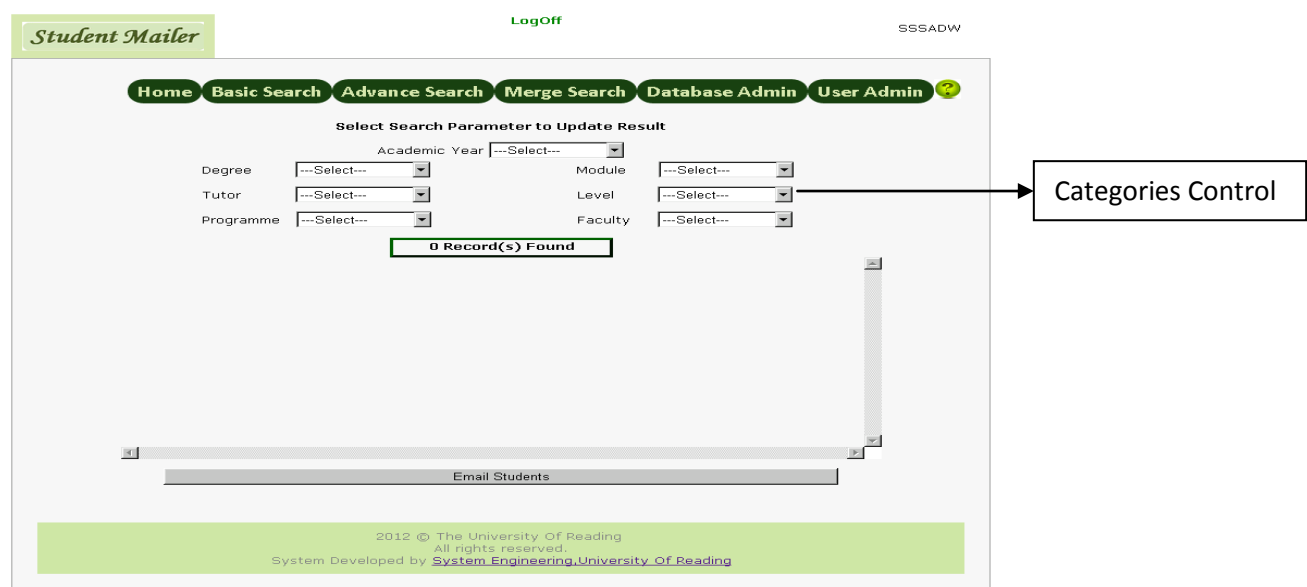 Student Mailer
LogOff
SSSADW
Home Basic Search Advance Search Merge Search Database Admin User Admin ?
Select Search Parameter to Update Result
Academic Year ---Select---
Degree ---Select--- Module ---Select---
Tutor ---Select--- Level ---Select---
Programme ---Select--- Faculty ---Select---
Categories Control
0 Record(s) Found
Email Students
2012 © The University Of Reading
All rights reserved.
System Developed by System Engineering,University Of Reading